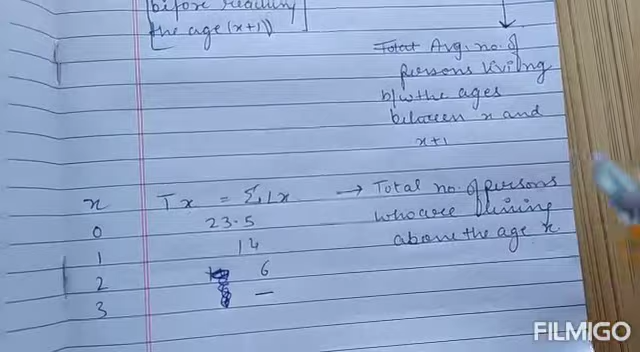 before reaching
the age (x+1)
Total Avg. no. of
persons living
b/w the ages
between x and
x+1
x Tx = Σ Lx → Total no. of persons
0 23.5 who are living
1 14 above the age x
2 6
3 —
FILMIGO